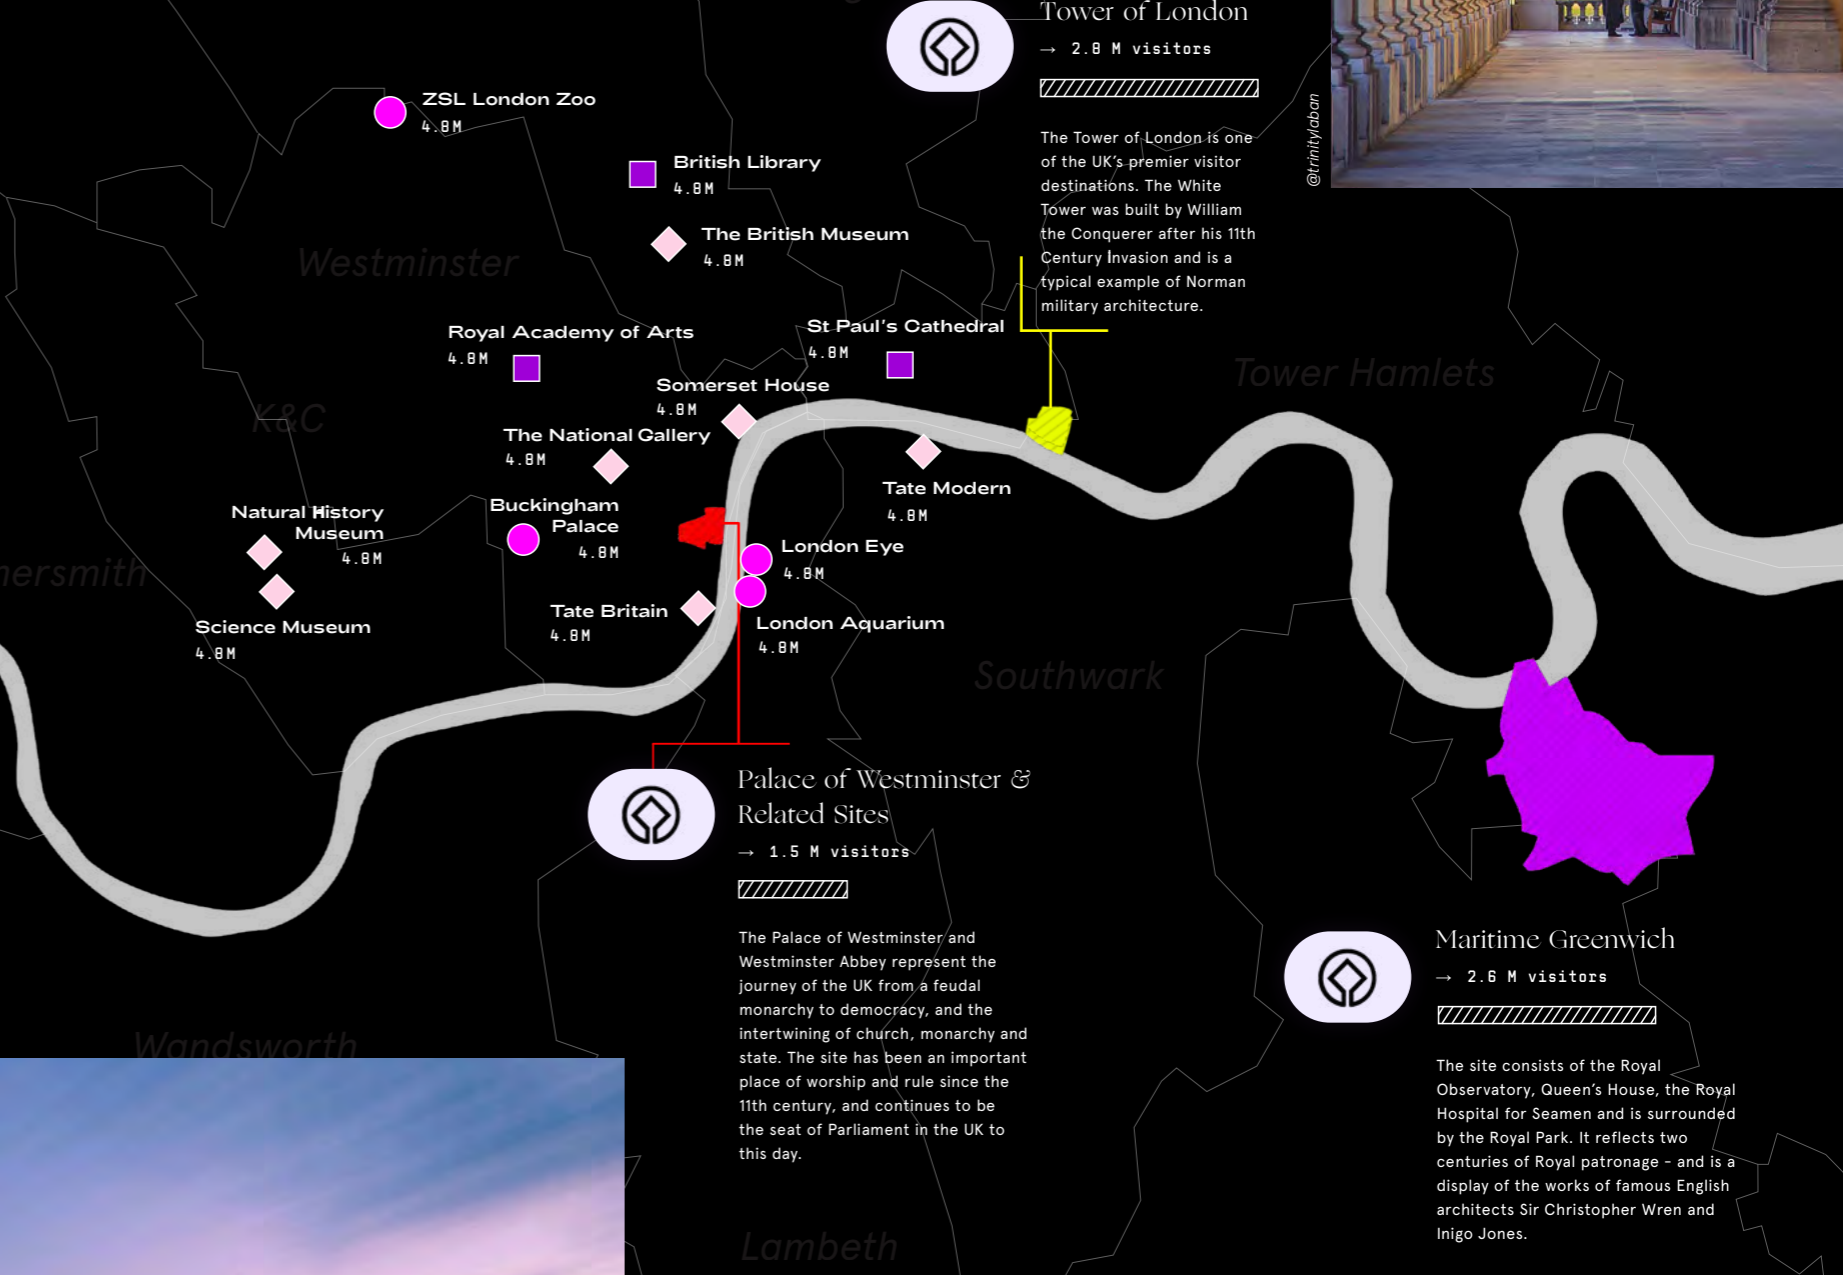 Tower of London
→ 2.8 M visitors
The Tower of London is one
of the UK's premier visitor
destinations. The White
Tower was built by William
the Conquerer after his 11th
Century Invasion and is a
typical example of Norman
military architecture.
@trinitylaban
ZSL London Zoo
4.8M
British Library
4.8M
The British Museum
4.8M
Westminster
Royal Academy of Arts
4.8M
St Paul's Cathedral
4.8M
Tower Hamlets
Somerset House
4.8M
K&C
The National Gallery
4.8M
Tate Modern
4.8M
Buckingham
Palace
4.8M
Natural History
Museum
4.8M
London Eye
4.8M
mersmith
Tate Britain
4.8M
London Aquarium
4.8M
Science Museum
4.8M
Southwark
Palace of Westminster &
Related Sites
→ 1.5 M visitors
The Palace of Westminster and
Westminster Abbey represent the
journey of the UK from a feudal
monarchy to democracy, and the
intertwining of church, monarchy and
state. The site has been an important
place of worship and rule since the
11th century, and continues to be
the seat of Parliament in the UK to
this day.
Maritime Greenwich
→ 2.6 M visitors
The site consists of the Royal
Observatory, Queen's House, the Royal
Hospital for Seamen and is surrounded
by the Royal Park. It reflects two
centuries of Royal patronage - and is a
display of the works of famous English
architects Sir Christopher Wren and
Inigo Jones.
Wandsworth
Lambeth